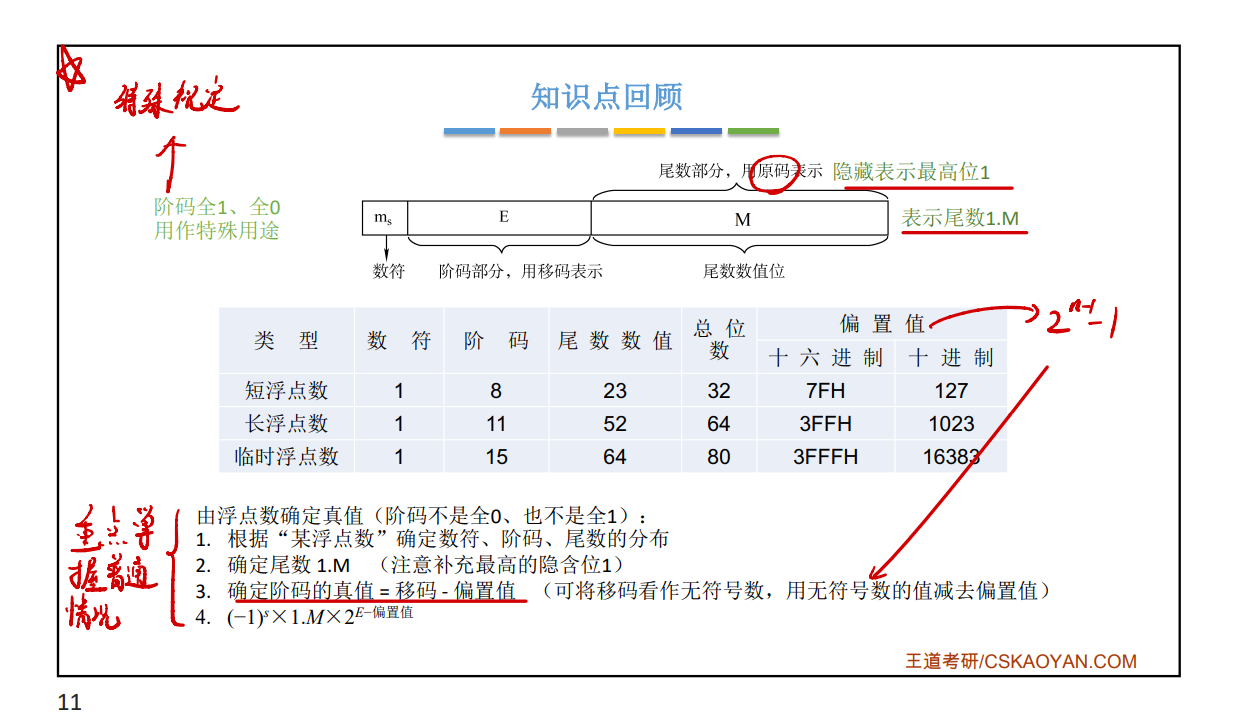 特殊规定
知识点回顾
尾数部分，用原码表示 隐藏表示最高位1
阶码全1、全0
用作特殊用途
mₛ E M 表示尾数1.M
数符 阶码部分，用移码表示 尾数数值位
2ⁿ⁻¹-1
类 型 数 符 阶 码 尾数数值 总位数 偏置值
十六进制 十进制
短浮点数 1 8 23 32 7FH 127
长浮点数 1 11 52 64 3FFH 1023
临时浮点数 1 15 64 80 3FFFH 16383
重点掌
握普通
情况
由浮点数确定真值（阶码不是全0、也不是全1）：
1. 根据“某浮点数”确定数符、阶码、尾数的分布
2. 确定尾数 1.M （注意补充最高的隐含位1）
3. 确定阶码的真值 = 移码 - 偏置值 （可将移码看作无符号数，用无符号数的值减去偏置值）
4. (−1)ˢ×1.M×2^(E−偏置值)
王道考研/CSKAOYAN.COM
11